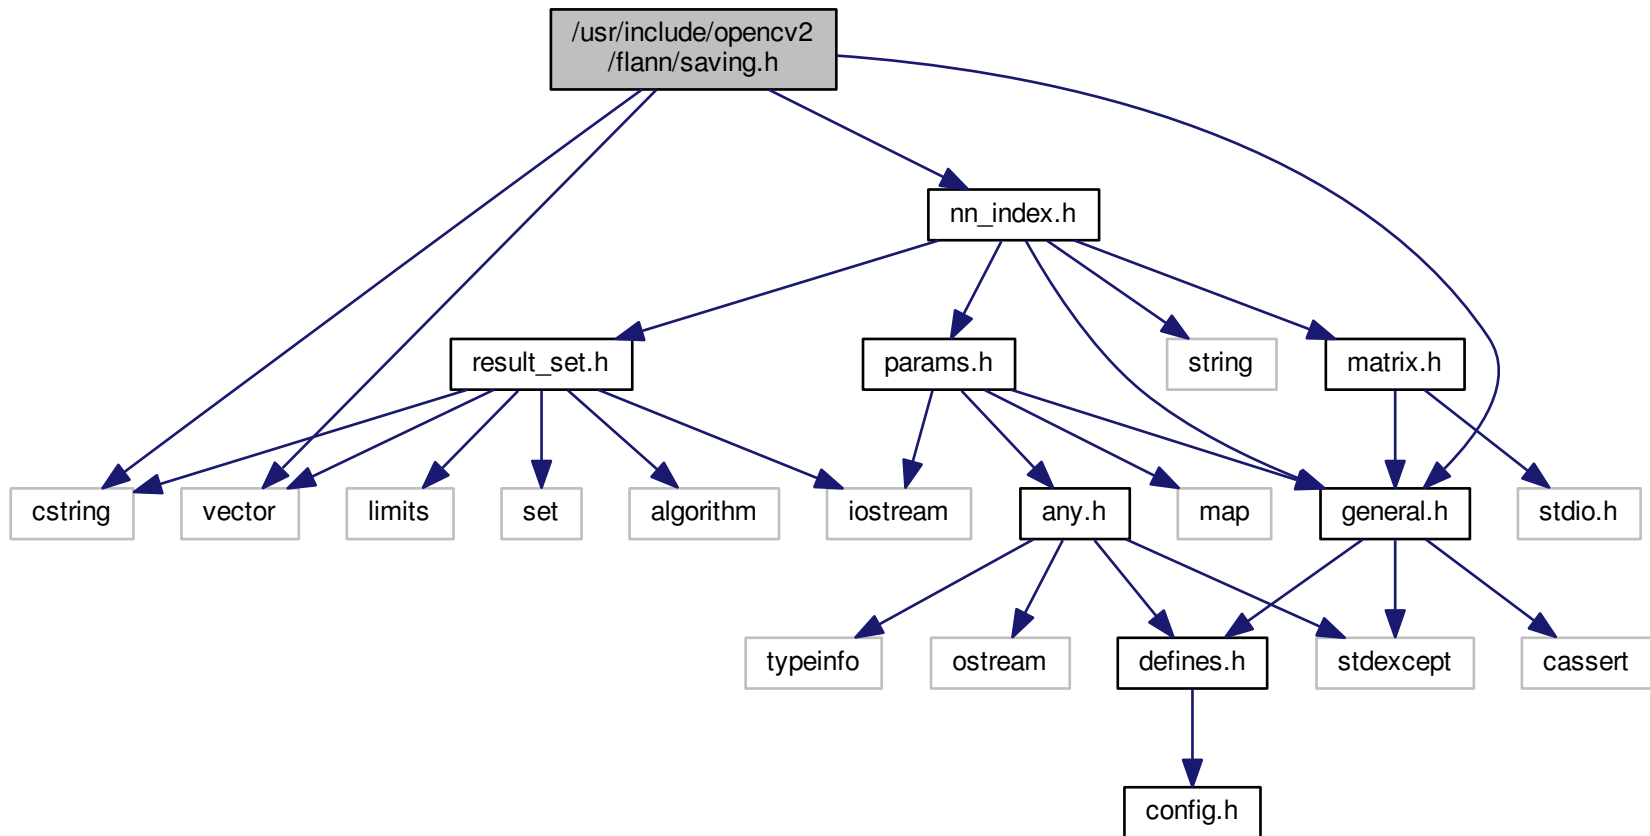 /usr/include/opencv2
/flann/saving.h
nn_index.h
result_set.h
params.h
string
matrix.h
cstring
vector
limits
set
algorithm
iostream
any.h
map
general.h
stdio.h
typeinfo
ostream
defines.h
stdexcept
cassert
config.h